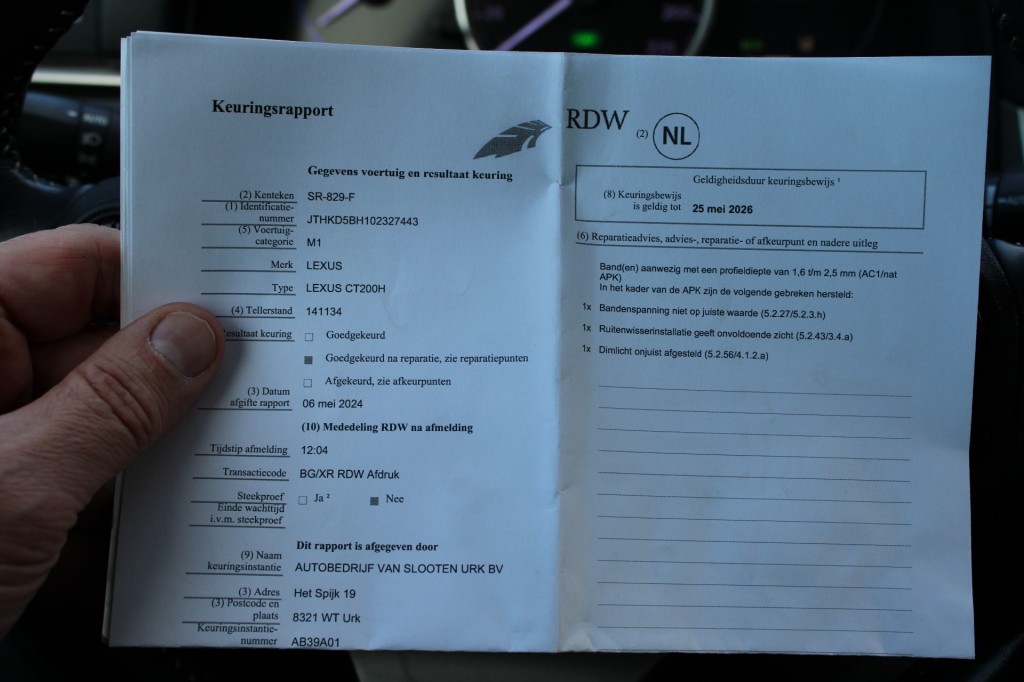 Keuringsrapport
Gegevens voertuig en resultaat keuring
(2) Kenteken SR-829-F
(1) Identificatie-
nummer JTHKD5BH102327443
(5) Voertuig-
categorie M1
Merk LEXUS
Type LEXUS CT200H
(4) Tellerstand 141134
esultaat keuring Goedgekeurd
Goedgekeurd na reparatie, zie reparatiepunten
Afgekeurd, zie afkeurpunten
(3) Datum
afgifte rapport 06 mei 2024
(10) Mededeling RDW na afmelding
Tijdstip afmelding 12:04
Transactiecode BG/XR RDW Afdruk
Steekproef Ja ² Nee
Einde wachttijd
i.v.m. steekproef
Dit rapport is afgegeven door
(9) Naam
keuringsinstantie AUTOBEDRIJF VAN SLOOTEN URK BV
(3) Adres Het Spijk 19
(3) Postcode en
plaats 8321 WT Urk
Keuringsinstantie-
nummer AB39A01
RDW (2) NL
Geldigheidsduur keuringsbewijs ¹
(8) Keuringsbewijs
is geldig tot 25 mei 2026
(6) Reparatieadvies, advies-, reparatie- of afkeurpunt en nadere uitleg
Band(en) aanwezig met een profieldiepte van 1,6 t/m 2,5 mm (AC1/nat
APK)
In het kader van de APK zijn de volgende gebreken hersteld:
1x Bandenspanning niet op juiste waarde (5.2.27/5.2.3.h)
1x Ruitenwisserinstallatie geeft onvoldoende zicht (5.2.43/3.4.a)
1x Dimlicht onjuist afgesteld (5.2.56/4.1.2.a)
AUTO